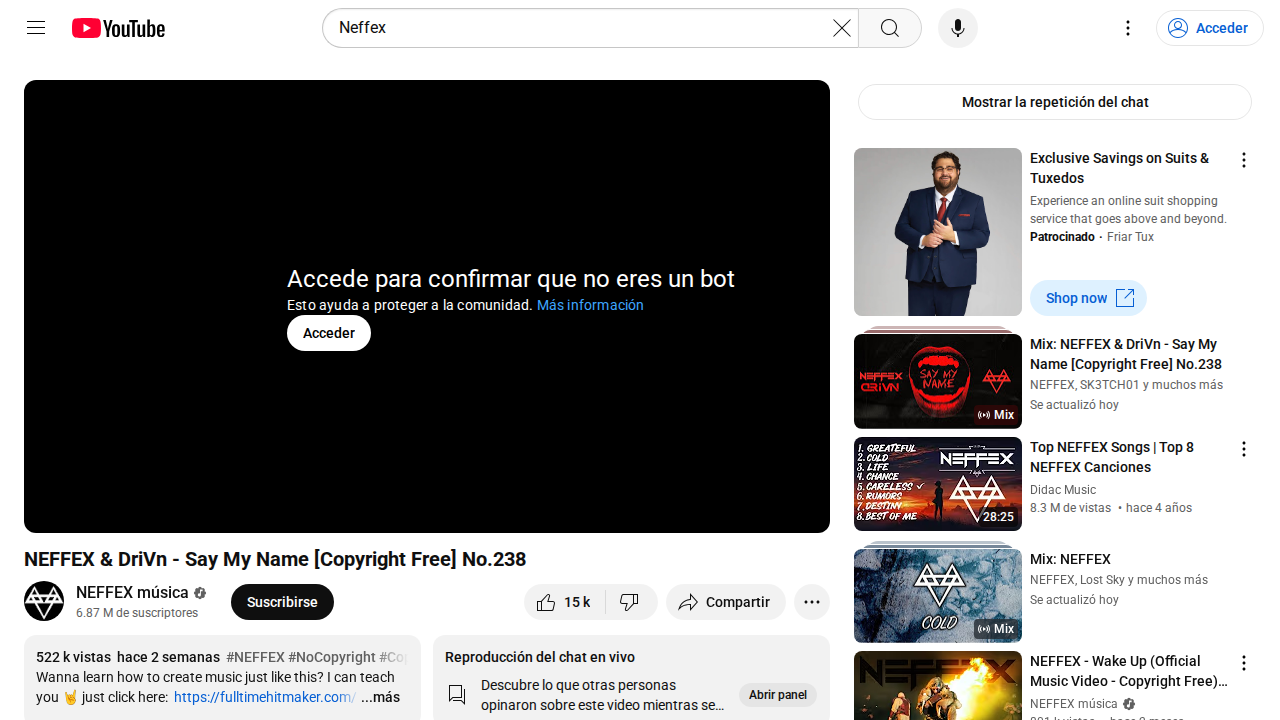 YouTube
Neffex
Acceder
Mostrar la repetición del chat
Accede para confirmar que no eres un bot
Esto ayuda a proteger a la comunidad. Más información
Acceder
NEFFEX & DriVn - Say My Name [Copyright Free] No.238
NEFFEX música
6.87 M de suscriptores
Suscribirse
15 k
Compartir
522 k vistas hace 2 semanas #NEFFEX #NoCopyright #Cop
Wanna learn how to create music just like this? I can teach
you 🤘 just click here: https://fulltimehitmaker.com/ ...más
Reproducción del chat en vivo
Descubre lo que otras personas
opinaron sobre este video mientras se...
Abrir panel
Exclusive Savings on Suits &
Tuxedos
Experience an online suit shopping
service that goes above and beyond.
Patrocinado · Friar Tux
Shop now
NEFFEX
DRIVN
SAY MY
NAME
Mix
Mix: NEFFEX & DriVn - Say My
Name [Copyright Free] No.238
NEFFEX, SK3TCH01 y muchos más
Se actualizó hoy
1. GREATEFUL
2. COLD
3. LIFE
4. CHANCE
5. CARELESS ✓
6. RUMORS
7. DESTINY
8. BEST OF ME
NEFFEX
28:25
Top NEFFEX Songs | Top 8
NEFFEX Canciones
Didac Music
8.3 M de vistas · hace 4 años
COLD
Mix
Mix: NEFFEX
NEFFEX, Lost Sky y muchos más
Se actualizó hoy
NEFFEX
NEFFEX - Wake Up (Official
Music Video - Copyright Free)...
NEFFEX música